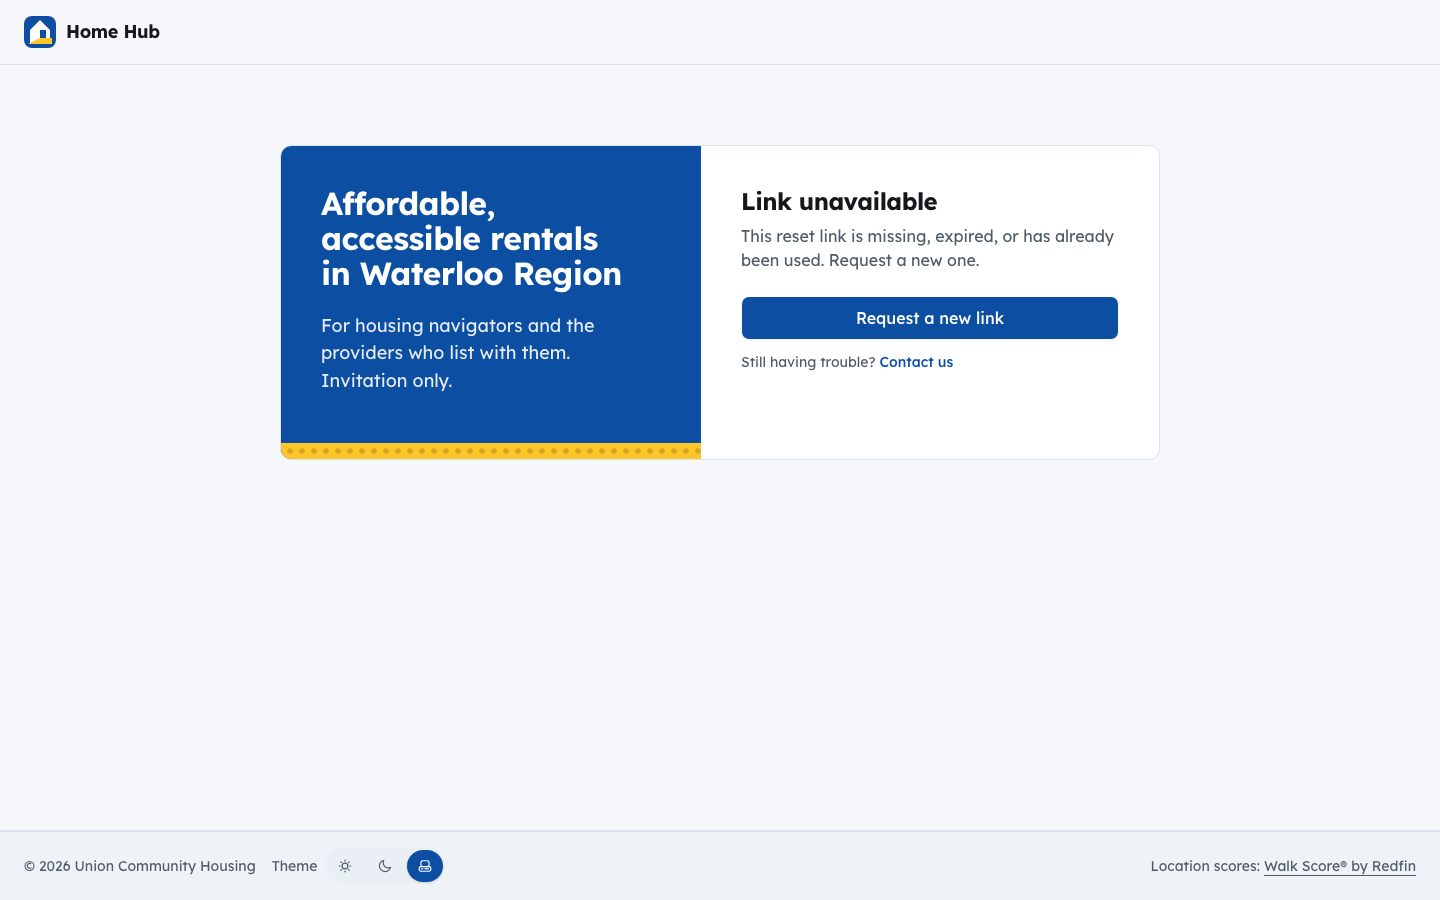 Home Hub
Affordable,
accessible rentals
in Waterloo Region
For housing navigators and the
providers who list with them.
Invitation only.
Link unavailable
This reset link is missing, expired, or has already
been used. Request a new one.
Request a new link
Still having trouble? Contact us
© 2026 Union Community Housing
Theme
Location scores: Walk Score® by Redfin